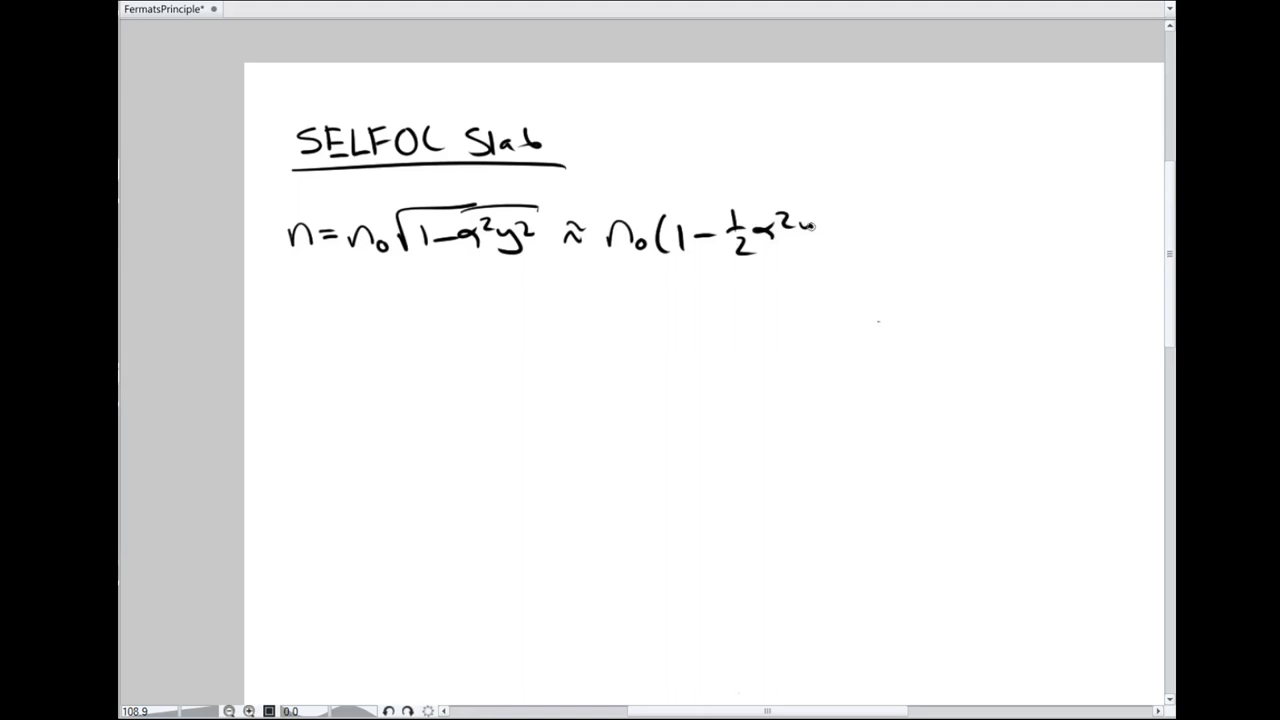 FermatsPrinciple*
SELFOC Slab
n = n₀√(1-α²y²) ≈ n₀(1 - ½α²
108.9 0.0